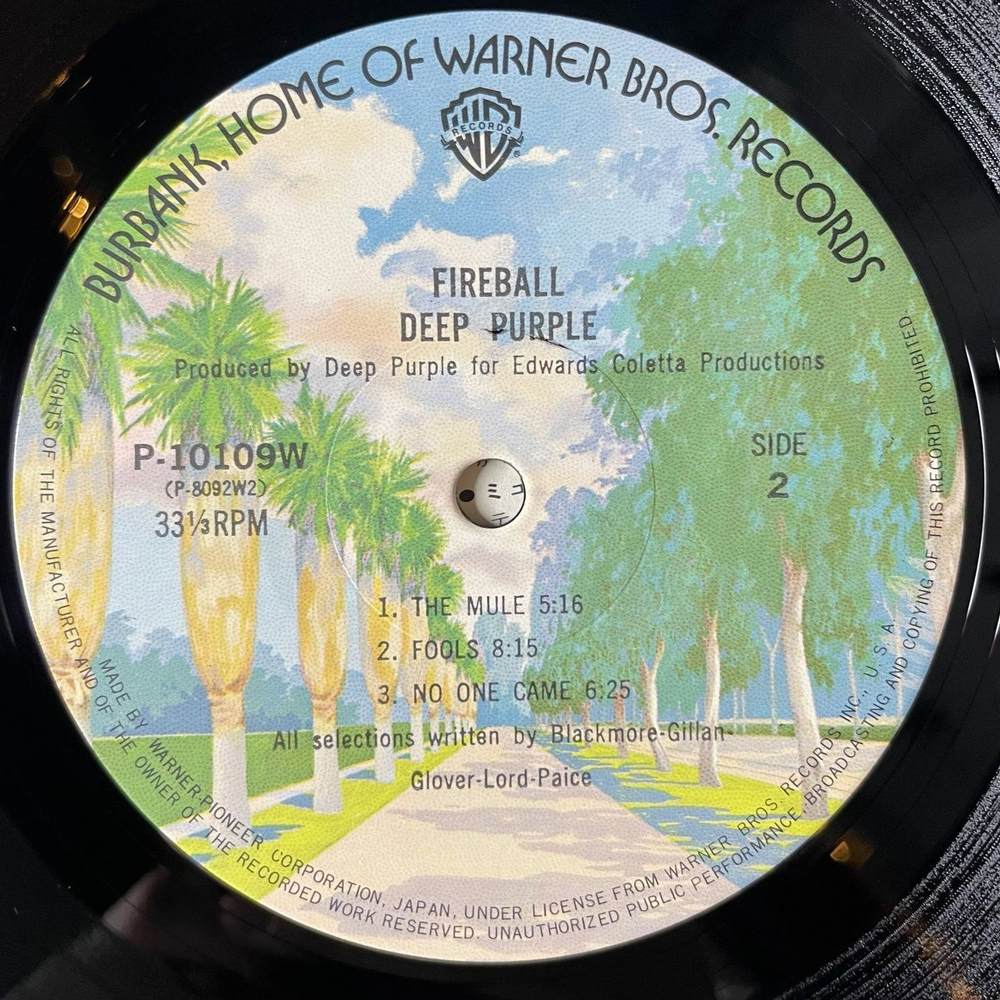 BURBANK, HOME OF WARNER BROS. RECORDS
RECORDS
®
FIREBALL
DEEP PURPLE
Produced by Deep Purple for Edwards Coletta Productions
P-10109W
(P-8092W2)
33⅓RPM
SIDE
2
1. THE MULE 5:16
2. FOOLS 8:15
3. NO ONE CAME 6:25
All selections written by Blackmore-Gillan-
Glover-Lord-Paice
MADE BY WARNER-PIONEER CORPORATION, JAPAN, UNDER LICENSE FROM WARNER BROS. RECORDS INC., U. S. A.
ALL RIGHTS OF THE MANUFACTURER AND OF THE OWNER OF THE RECORDED WORK RESERVED. UNAUTHORIZED PUBLIC PERFORMANCE, BROADCASTING AND COPYING OF THIS RECORD PROHIBITED